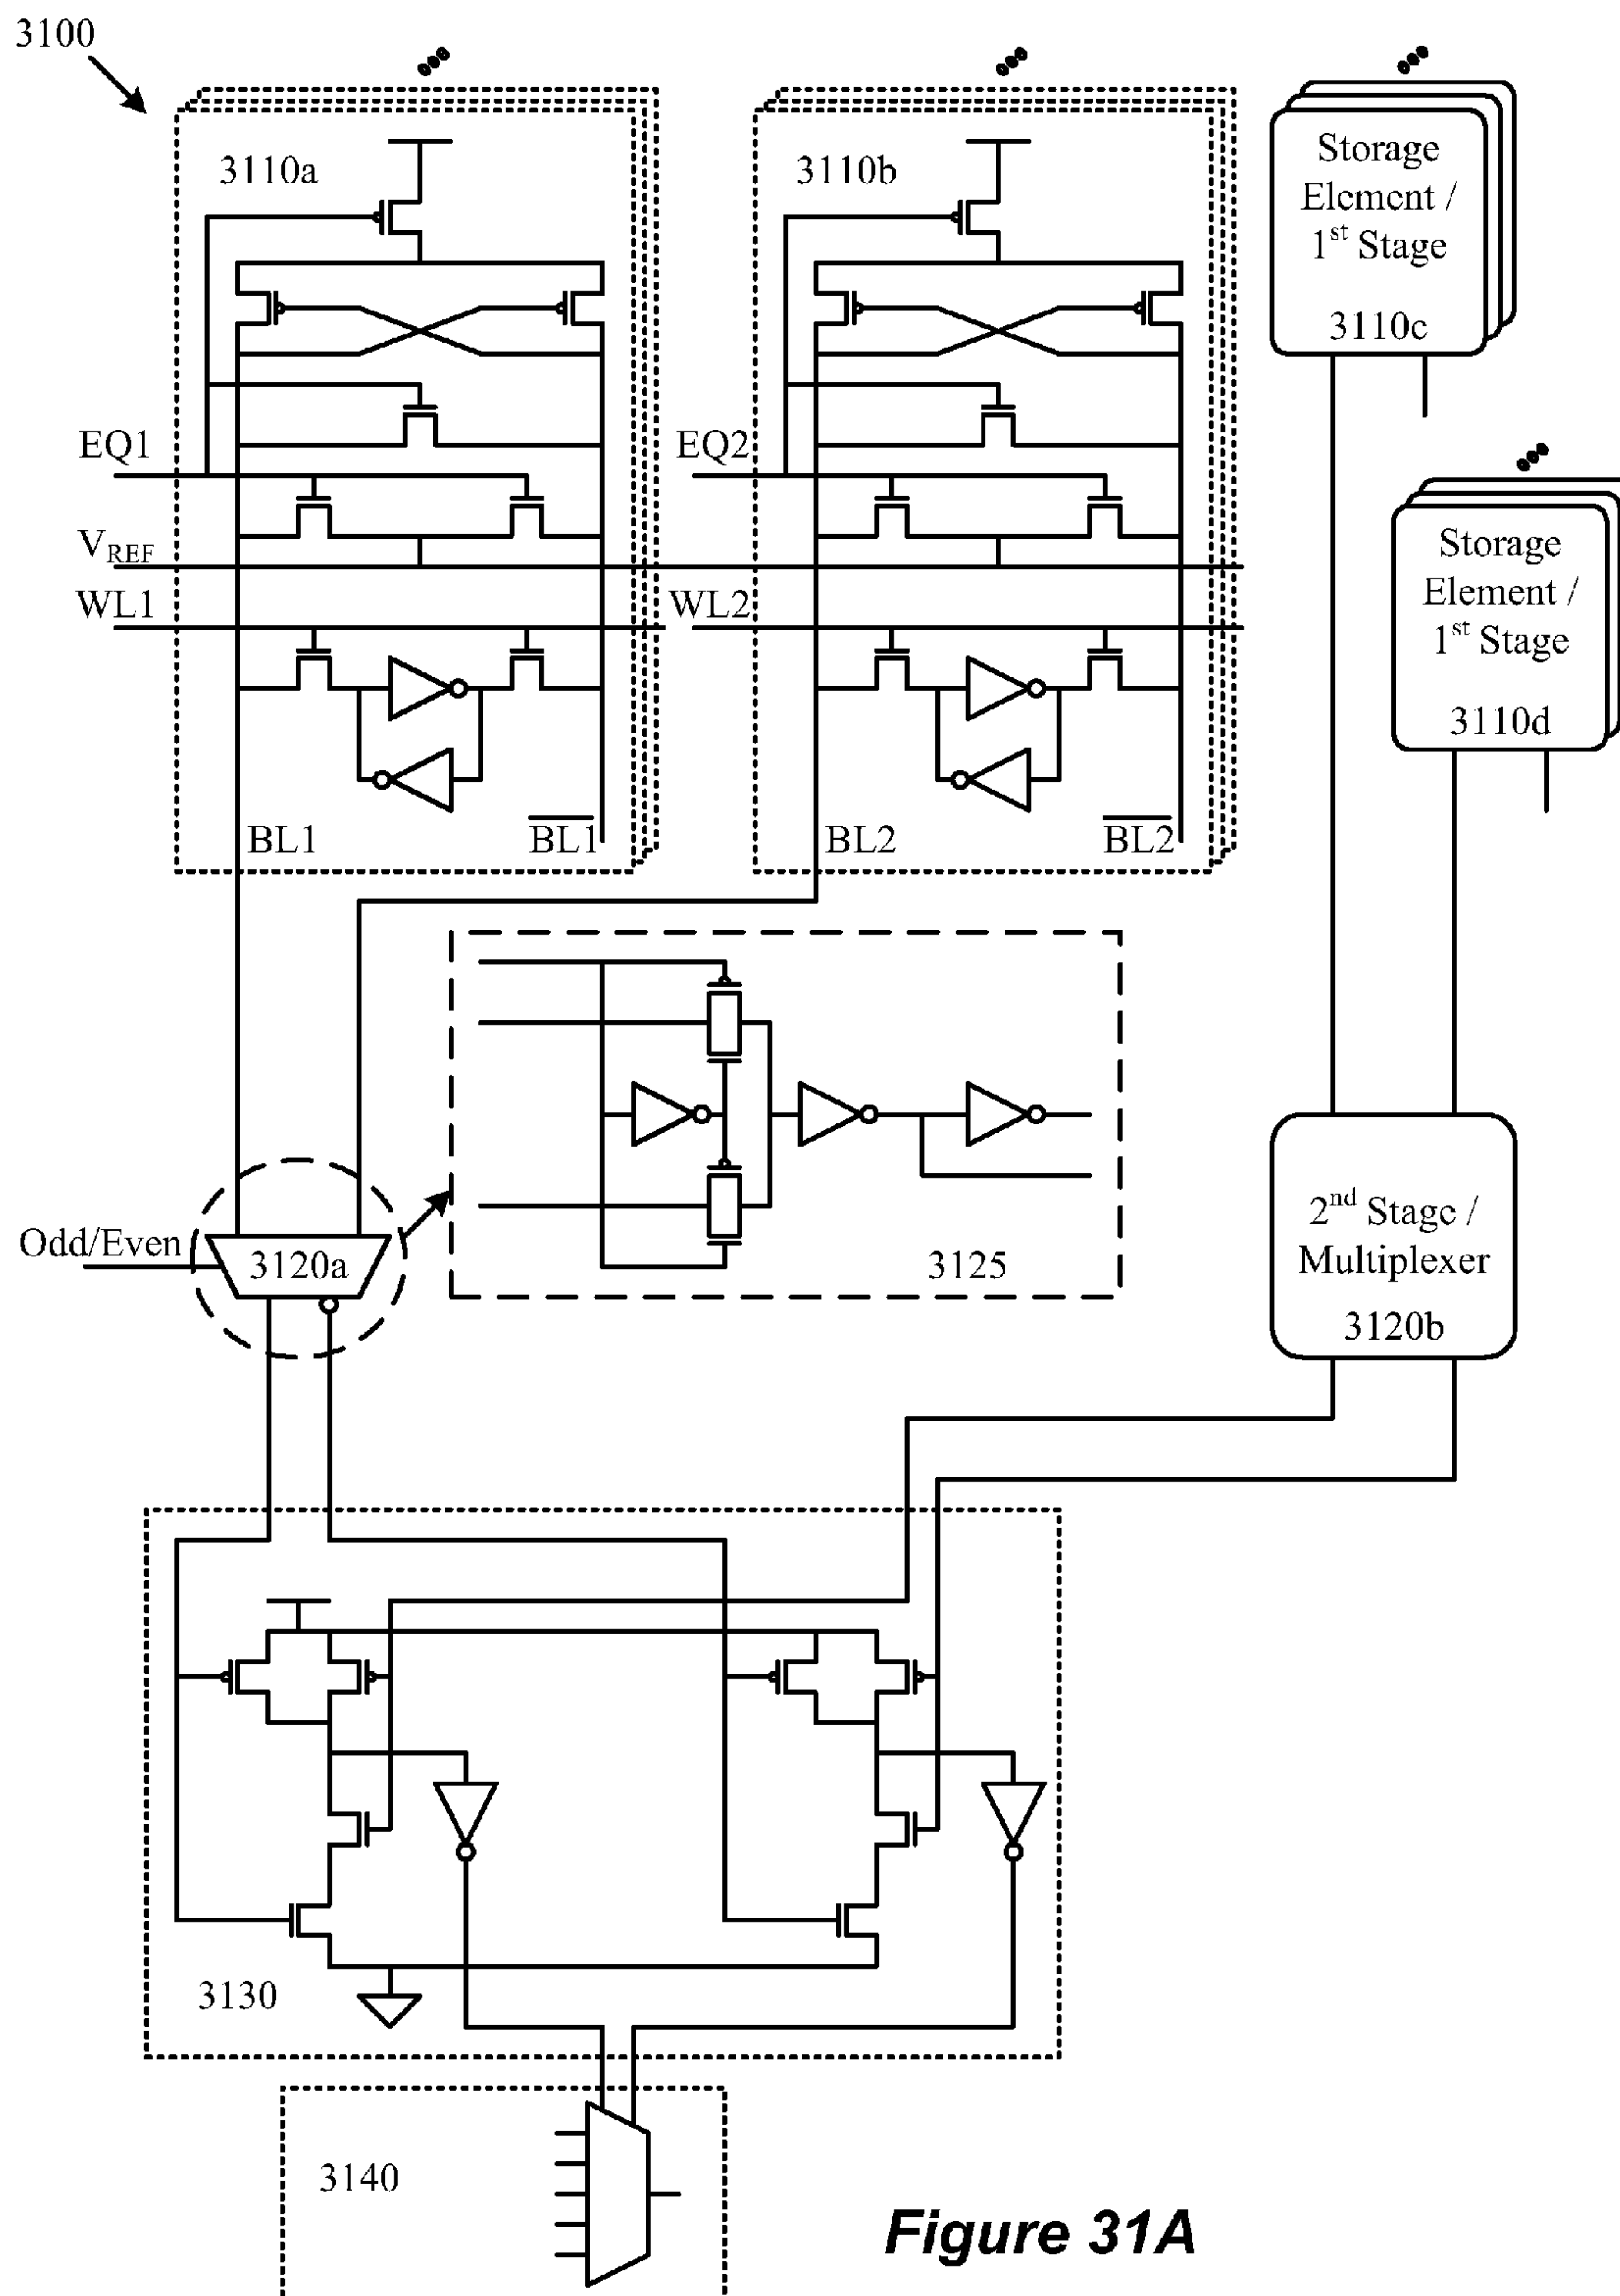 3100
3110a
3110b
Storage
Element /
1st Stage
3110c
EQ1
EQ2
VREF
WL1
WL2
Storage
Element /
1st Stage
3110d
BL1
BL1
BL2
BL2
Odd/Even
3120a
3125
2nd Stage /
Multiplexer
3120b
3130
3140
Figure 31A